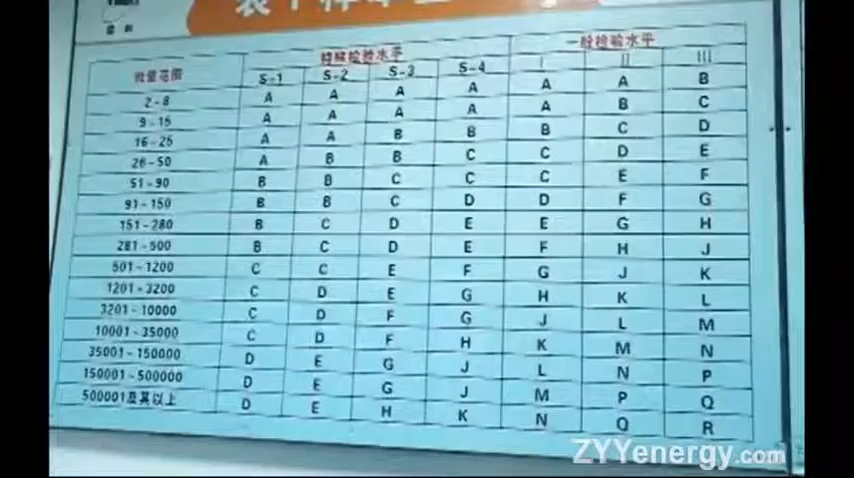 特殊检验水平 一般检验水平
批量范围 S-1 S-2 S-3 S-4 I II III
2-8 A A A A A A B
9-15 A A A A A B C
16-25 A A B B B C D
26-50 A B B C C D E
51-90 B B C C C E F
91-150 B B C D D F G
151-280 B C D E E G H
281-500 B C D E F H J
501-1200 C C E F G J K
1201-3200 C D E G H K L
3201-10000 C D F G J L M
10001-35000 C D F H K M N
35001-150000 D E G J L N P
150001-500000 D E G J M P Q
500001及其以上 D E H K N Q R
ZYYenergy.com